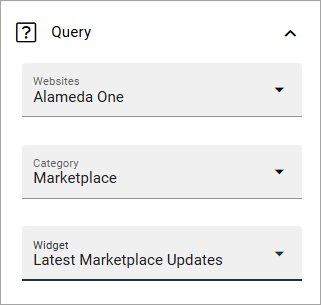 Query
Websites
Alameda One
Category
Marketplace
Widget
Latest Marketplace Updates